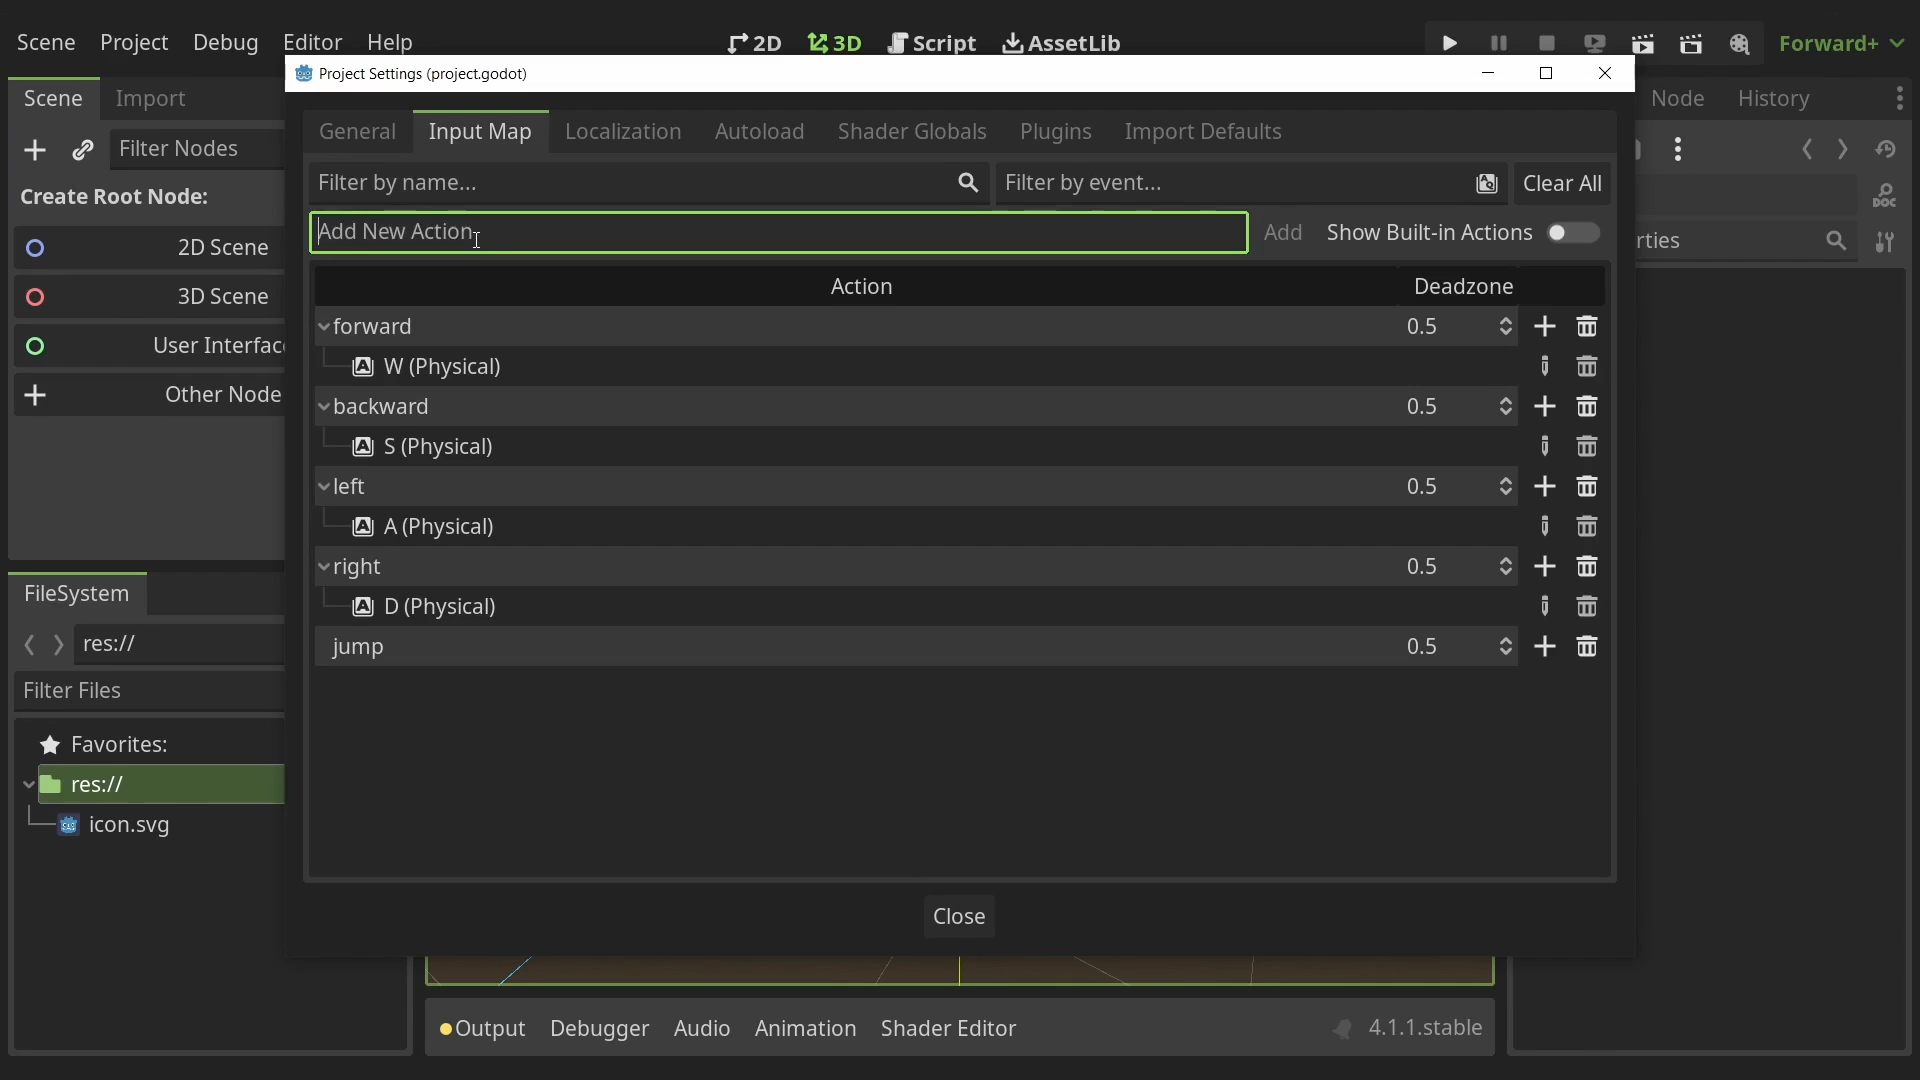 Scene Project Debug Editor Help
2D 3D Script AssetLib
Forward+
Project Settings (project.godot)
Scene Import
Node History
General Input Map Localization Autoload Shader Globals Plugins Import Defaults
Filter Nodes
Filter by name...
Filter by event...
Clear All
Create Root Node:
Add New Action
Add
Show Built-in Actions
DOC
rties
2D Scene
3D Scene
User Interface
Other Node
Action Deadzone
forward 0.5
W (Physical)
backward 0.5
S (Physical)
left 0.5
A (Physical)
right 0.5
D (Physical)
jump 0.5
FileSystem
res://
Filter Files
Favorites:
res://
icon.svg
Close
Output Debugger Audio Animation Shader Editor
4.1.1.stable